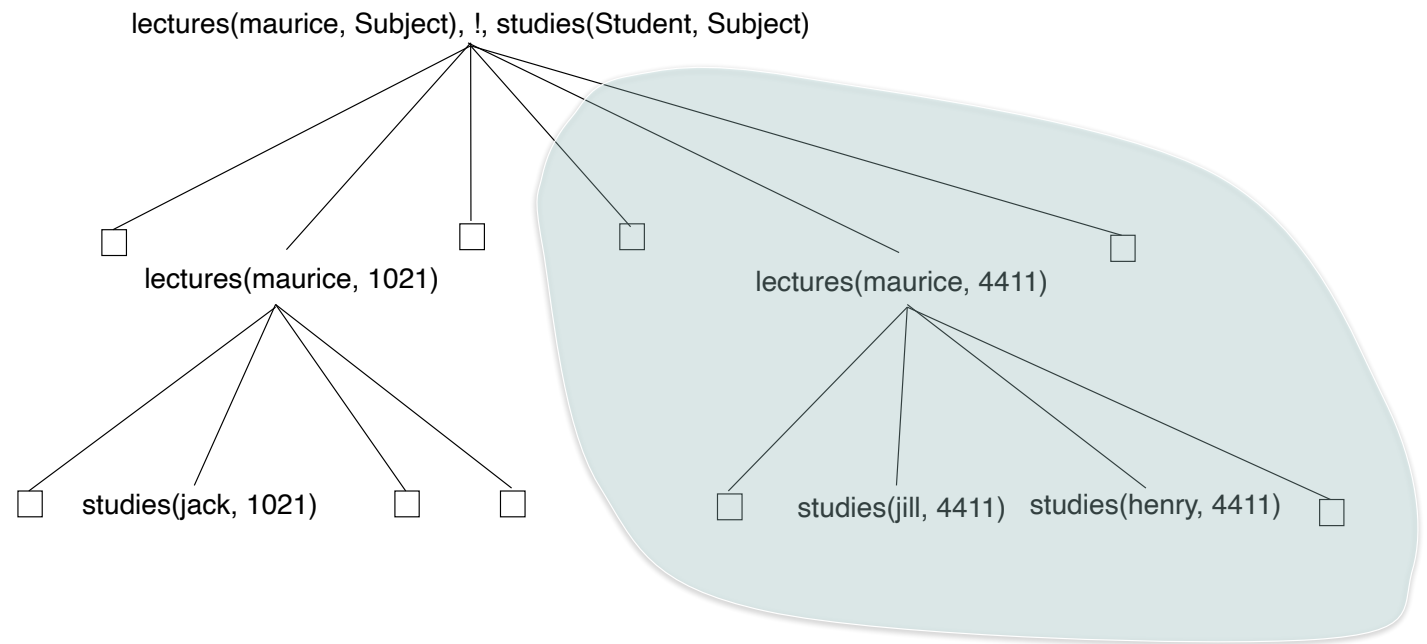 lectures(maurice, Subject), !, studies(Student, Subject)
lectures(maurice, 1021)
lectures(maurice, 4411)
studies(jack, 1021)
studies(jill, 4411)
studies(henry, 4411)